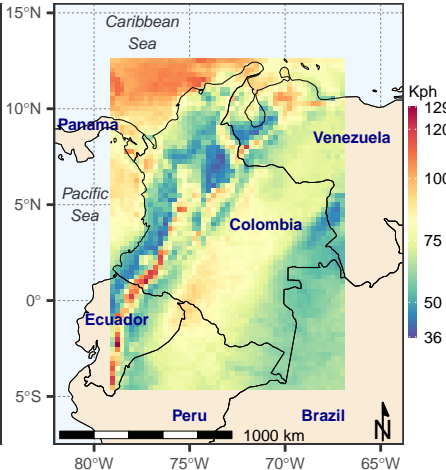 15°N
Caribbean
Sea
Kph
129
120
10°N
Panama
Venezuela
100
Pacific
Sea
5°N
Colombia
75
0°
50
Ecuador
36
5°S
Peru
Brazil
1000 km
N
80°W
75°W
70°W
65°W